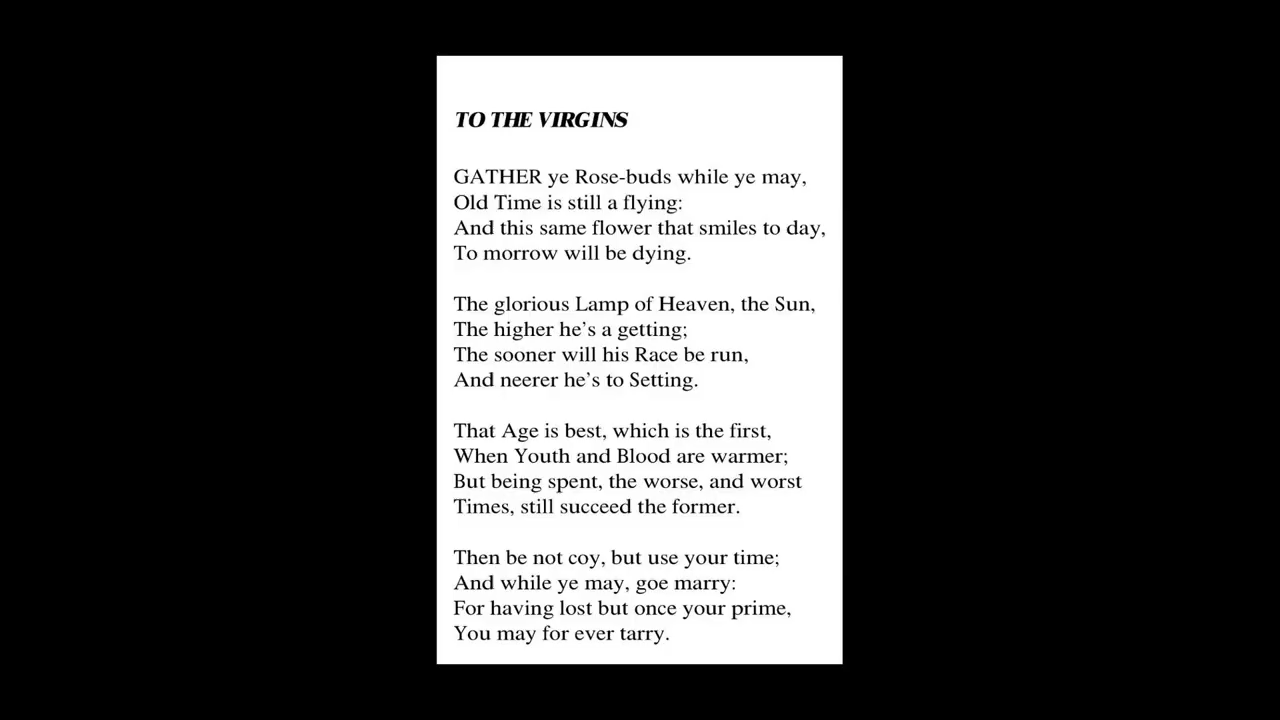 TO THE VIRGINS
GATHER ye Rose-buds while ye may,
Old Time is still a flying:
And this same flower that smiles to day,
To morrow will be dying.
The glorious Lamp of Heaven, the Sun,
The higher he's a getting;
The sooner will his Race be run,
And neerer he's to Setting.
That Age is best, which is the first,
When Youth and Blood are warmer;
But being spent, the worse, and worst
Times, still succeed the former.
Then be not coy, but use your time;
And while ye may, goe marry:
For having lost but once your prime,
You may for ever tarry.